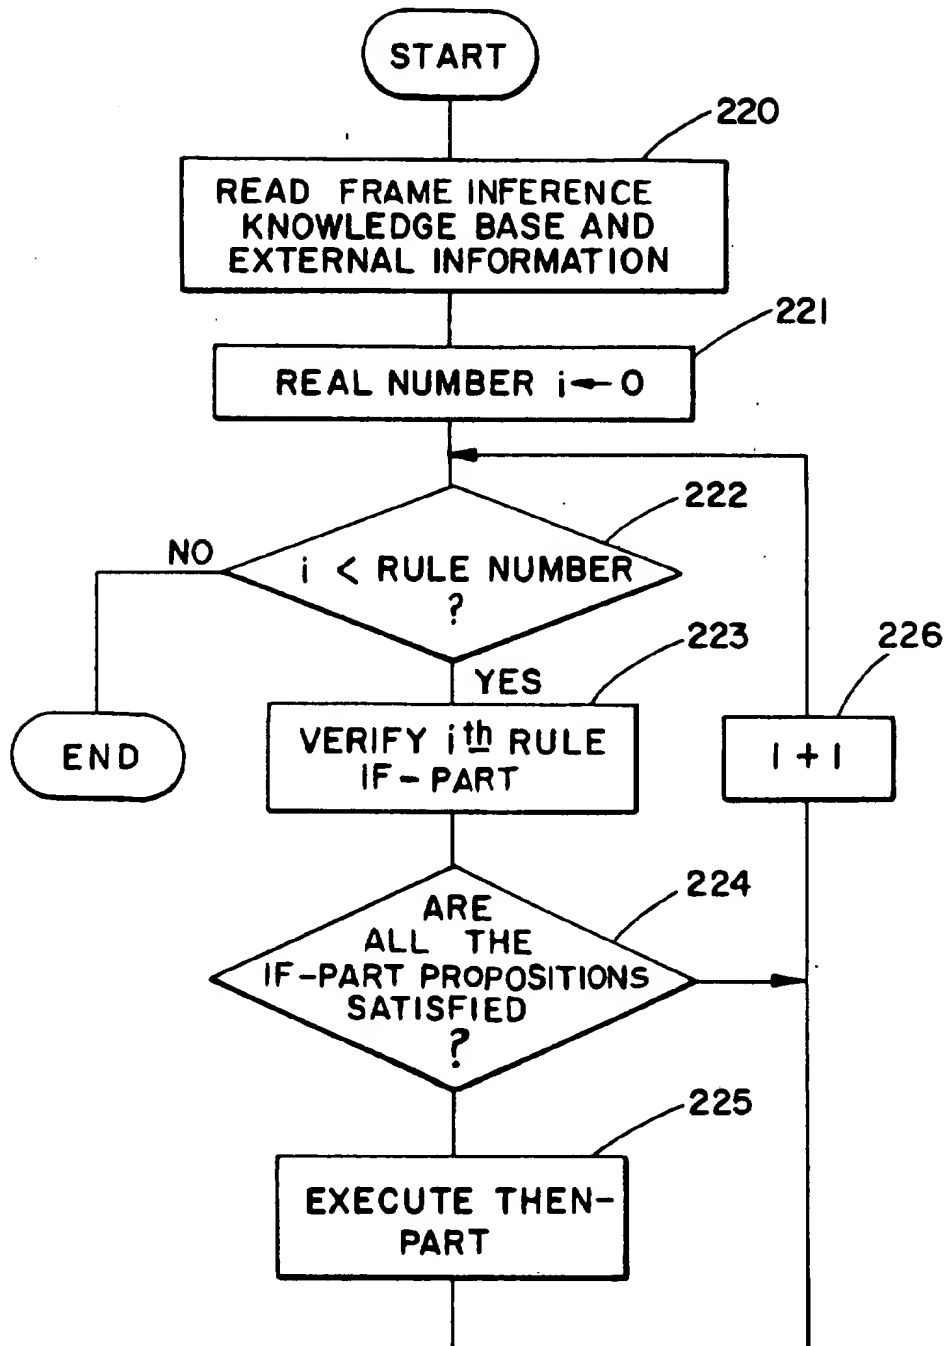 START
220
READ FRAME INFERENCE
KNOWLEDGE BASE AND
EXTERNAL INFORMATION
221
REAL NUMBER i ← 0
222
NO
i < RULE NUMBER
?
223
226
YES
VERIFY ith RULE
IF-PART
END
1 + 1
224
ARE
ALL THE
IF-PART PROPOSITIONS
SATISFIED
?
225
EXECUTE THEN-
PART